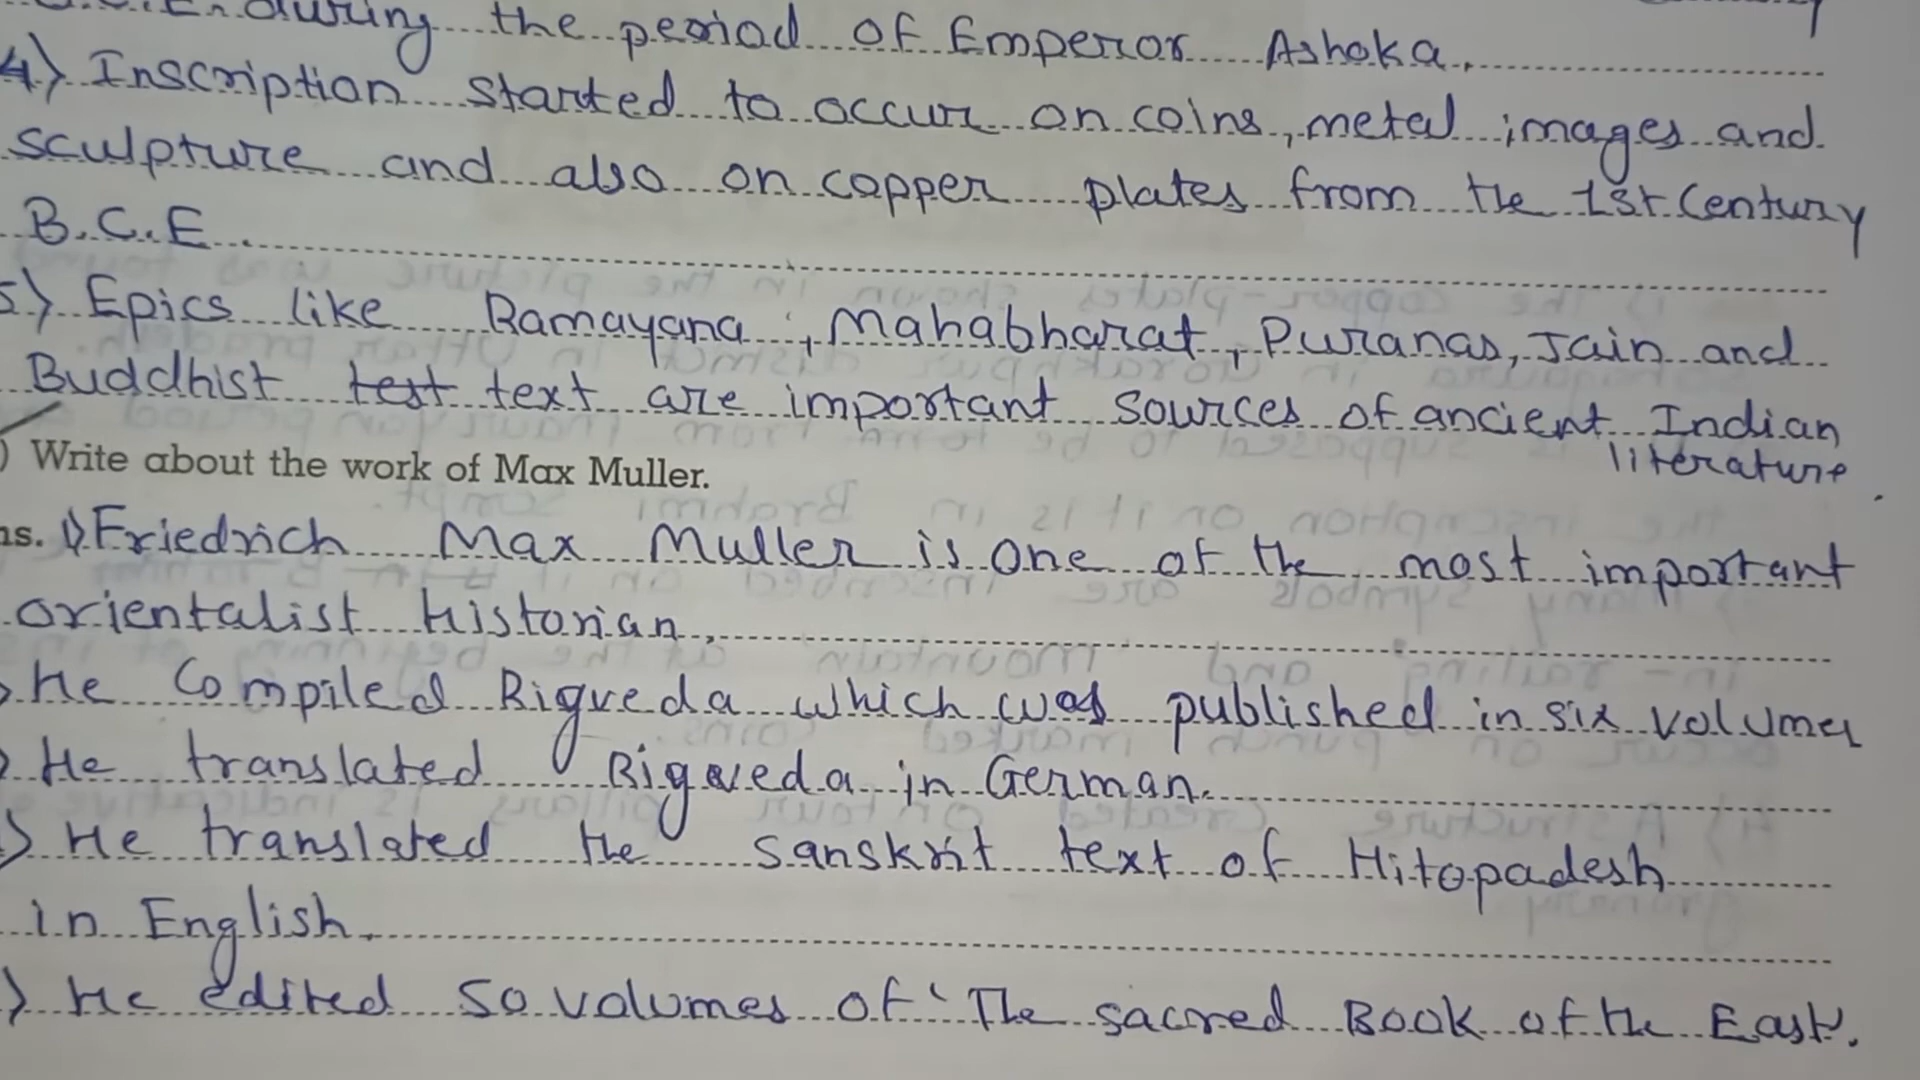 during the period of Emperor Ashoka.
4) Inscription started to occur on coins, metal images and
sculpture and also on copper plates from the 1st Century
B.C.E
5) Epics like Ramayana, Mahabharat, Puranas, Jain and
Buddhist test text are important sources of ancient Indian
literature
) Write about the work of Max Muller.
ns. 1) Friedrich Max Muller is one of the most important
orientalist historian.
He Compiled Rigveda which was published in six volumes
He translated Rigveda in German.
He translated the Sanskrit text of Hitopadesh
in English.
) He edited 50 volumes of 'The sacred Book of the East'.